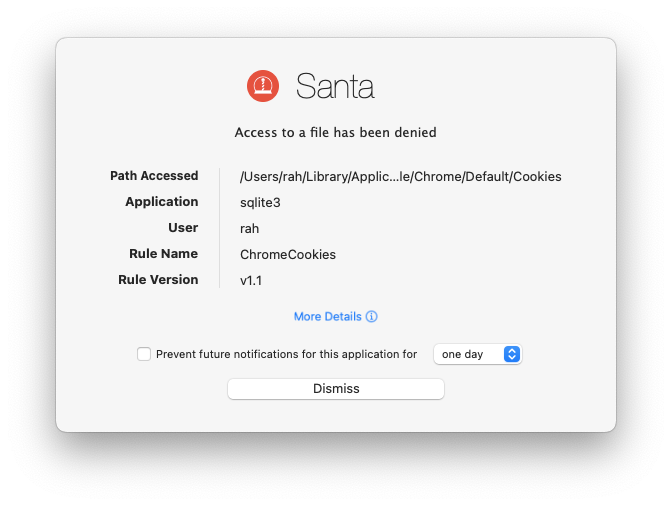 Santa
Access to a file has been denied
Path Accessed /Users/rah/Library/Applic...le/Chrome/Default/Cookies
Application sqlite3
User rah
Rule Name ChromeCookies
Rule Version v1.1
More Details
Prevent future notifications for this application for one day
Dismiss